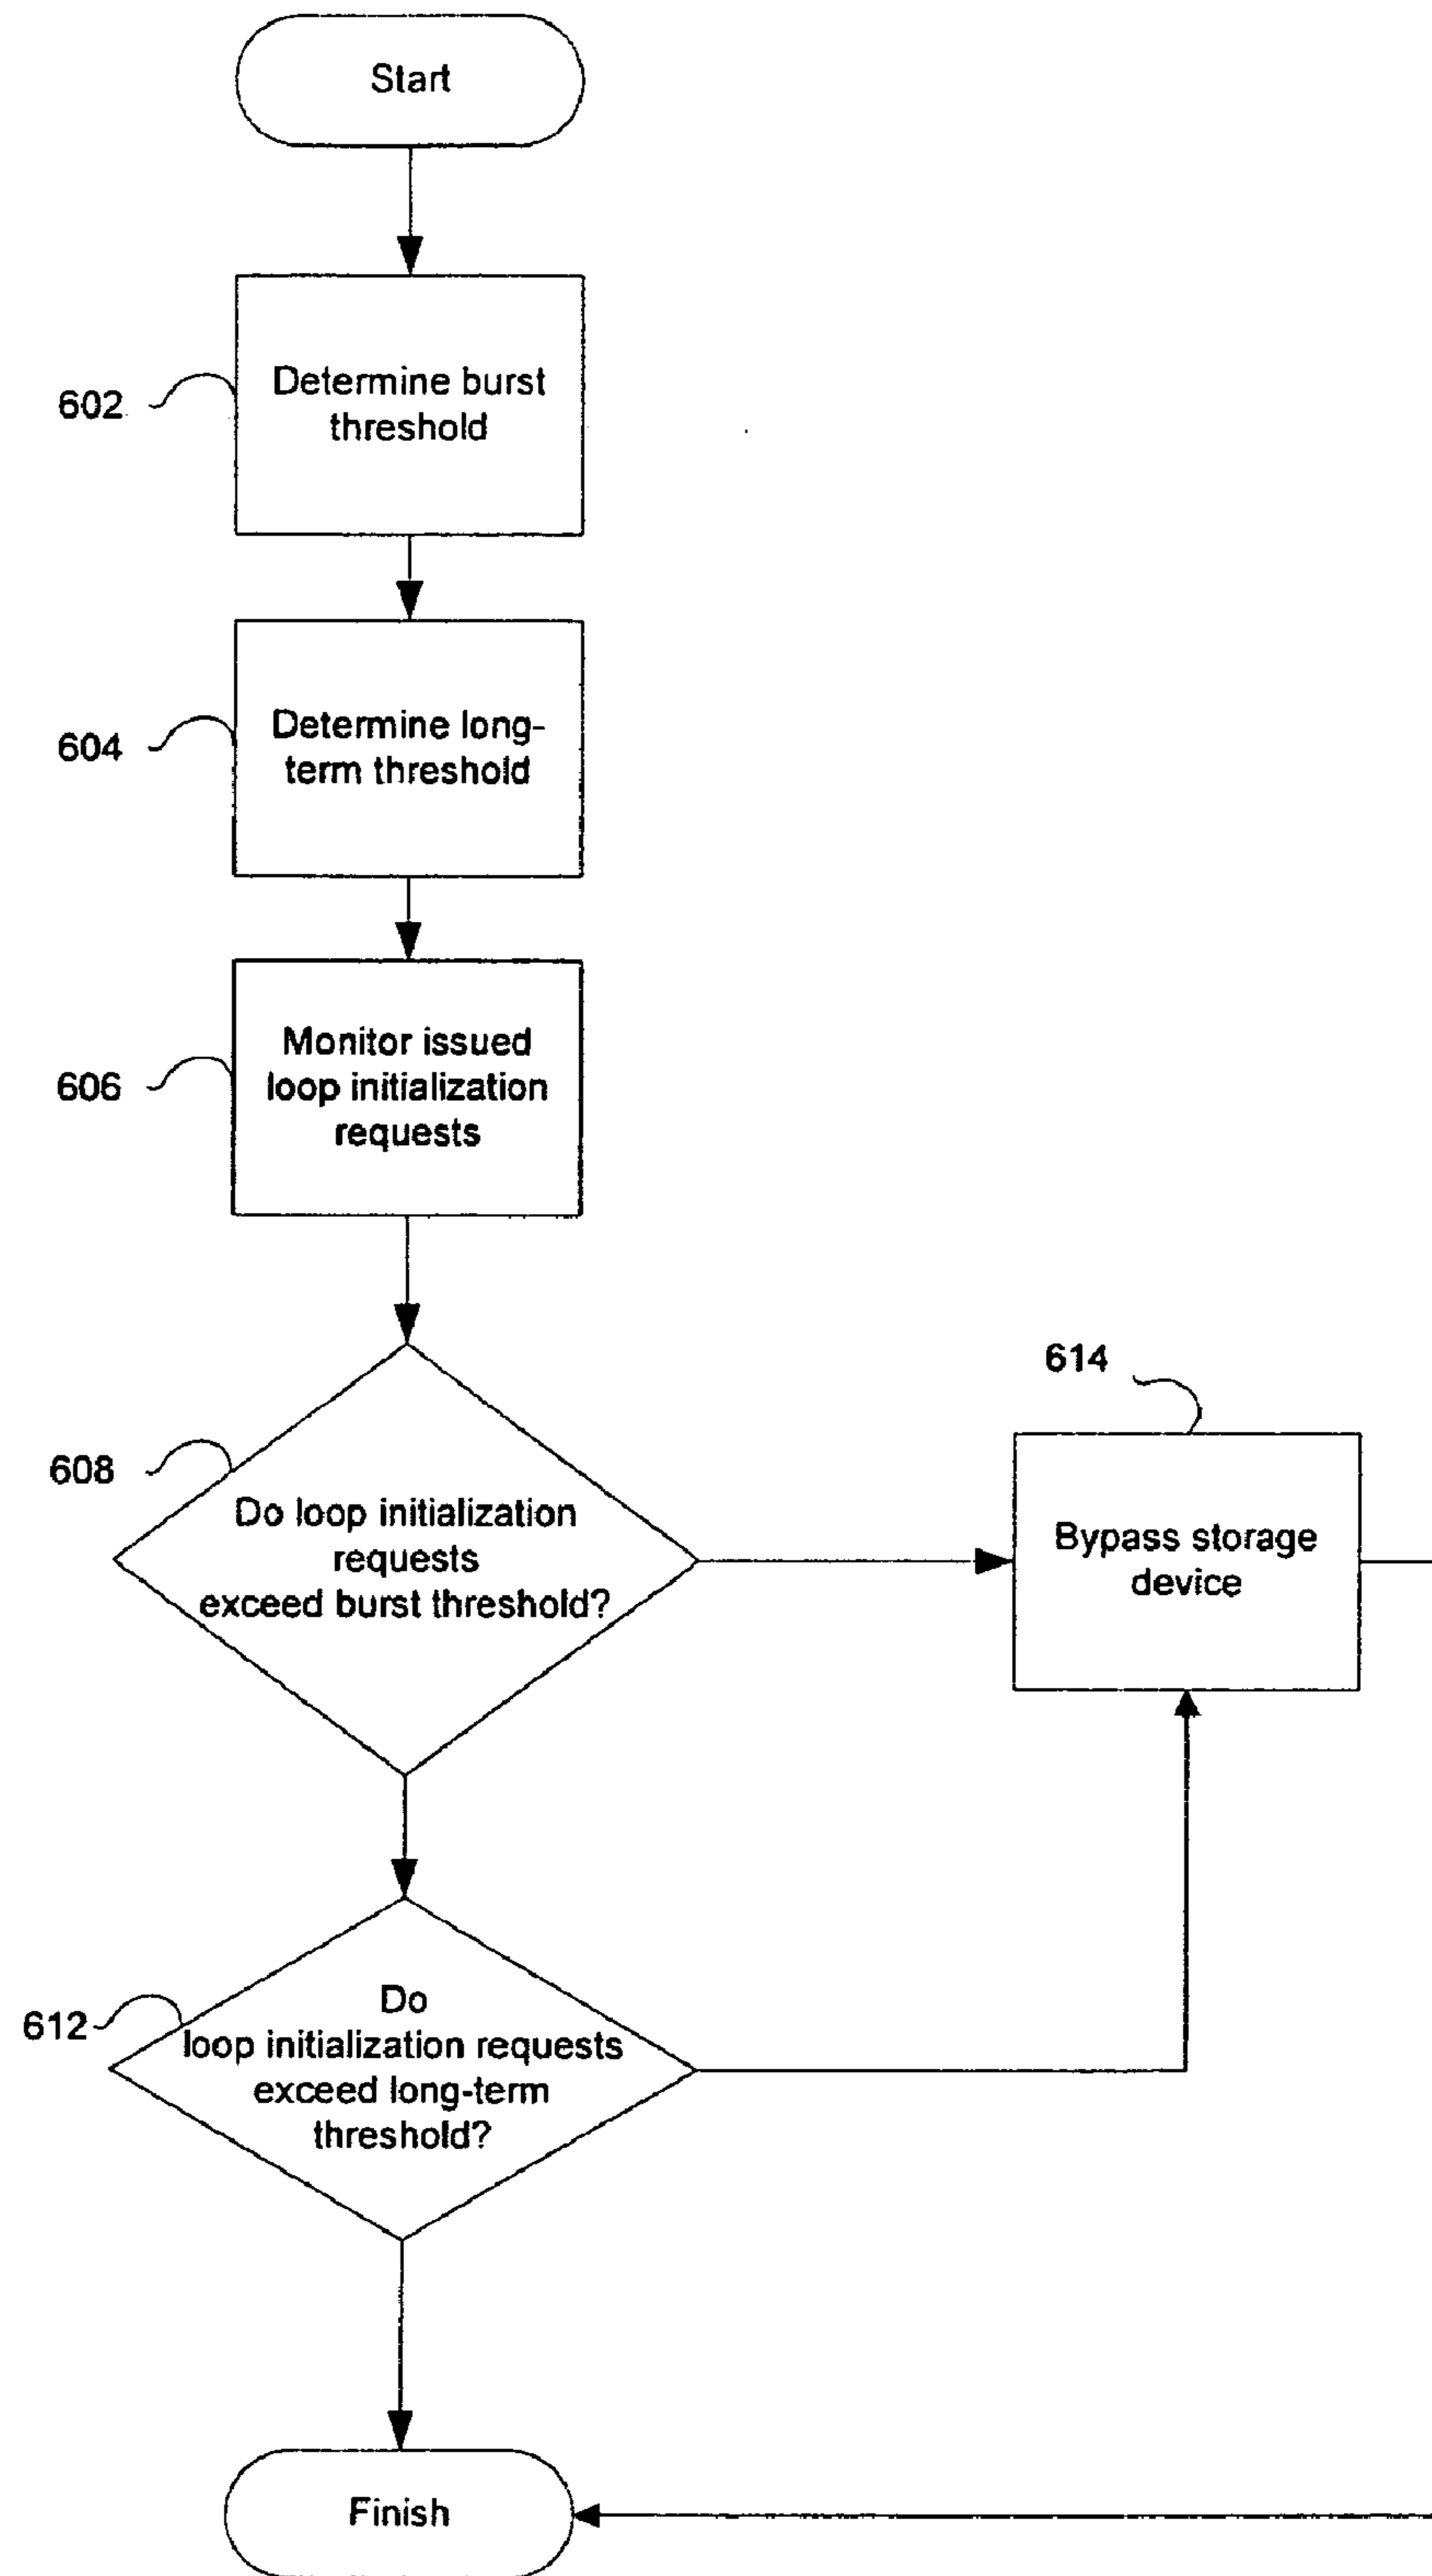 Start
602
Determine burst
threshold
604
Determine long-
term threshold
606
Monitor issued
loop initialization
requests
608
Do loop initialization
requests
exceed burst threshold?
614
Bypass storage
device
612
Do
loop initialization requests
exceed long-term
threshold?
Finish